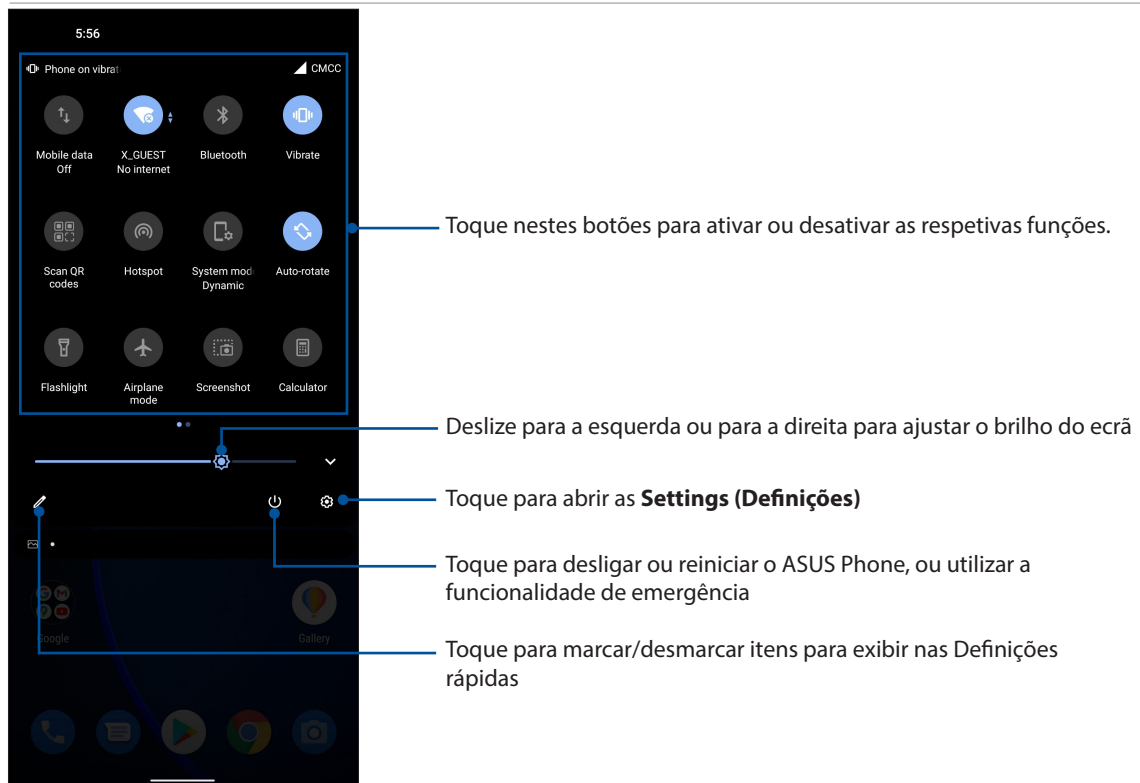 5:56
Phone on vibrat
CMCC
Mobile data
Off
X_GUEST
No internet
Bluetooth
Vibrate
Scan QR
codes
Hotspot
System mod
Dynamic
Auto-rotate
Flashlight
Airplane
mode
Screenshot
Calculator
Google
Gallery
Toque nestes botões para ativar ou desativar as respetivas funções.
Deslize para a esquerda ou para a direita para ajustar o brilho do ecrã
Toque para abrir as Settings (Definições)
Toque para desligar ou reiniciar o ASUS Phone, ou utilizar a
funcionalidade de emergência
Toque para marcar/desmarcar itens para exibir nas Definições
rápidas